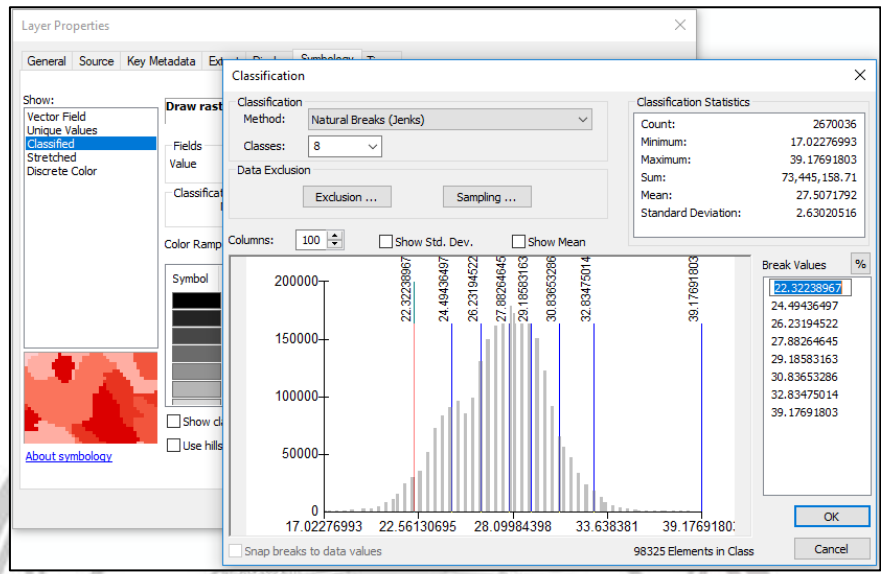 Layer Properties
General Source Key Metadata
Show:
Vector Field
Unique Values
Classified
Stretched
Discrete Color
Draw rast
Fields
Value
Classificat
Color Ramp
Symbol
Show cl
Use hills
About symbology
Classification
Classification
Method: Natural Breaks (Jenks)
Classes: 8
Data Exclusion
Exclusion ... Sampling ...
Classification Statistics
Count: 2670036
Minimum: 17.02276993
Maximum: 39.17691803
Sum: 73,445,158.71
Mean: 27.5071792
Standard Deviation: 2.63020516
Columns: 100 Show Std. Dev. Show Mean
22.32238967 24.49436497 26.23194522 27.88264645 29.18583163 30.83653286 32.83475014 39.17691803
200000
150000
100000
50000
0
17.02276993 22.56130695 28.09984398 33.638381 39.17691803
Break Values %
22.32238967
24.49436497
26.23194522
27.88264645
29.18583163
30.83653286
32.83475014
39.17691803
OK
Snap breaks to data values 98325 Elements in Class Cancel